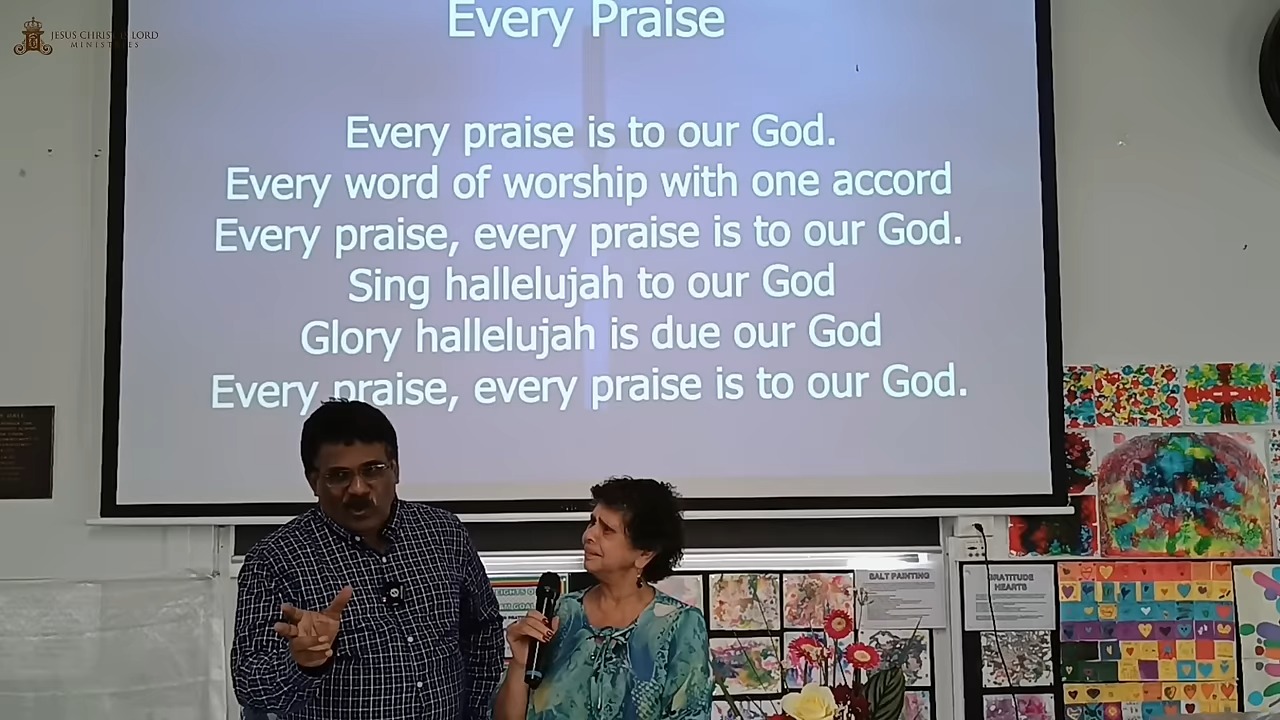 JESUS CHRIST IS LORD
MINISTRIES
Every Praise
Every praise is to our God.
Every word of worship with one accord
Every praise, every praise is to our God.
Sing hallelujah to our God
Glory hallelujah is due our God
Every praise, every praise is to our God.
SALT PAINTING
GRATITUDE
HEARTS